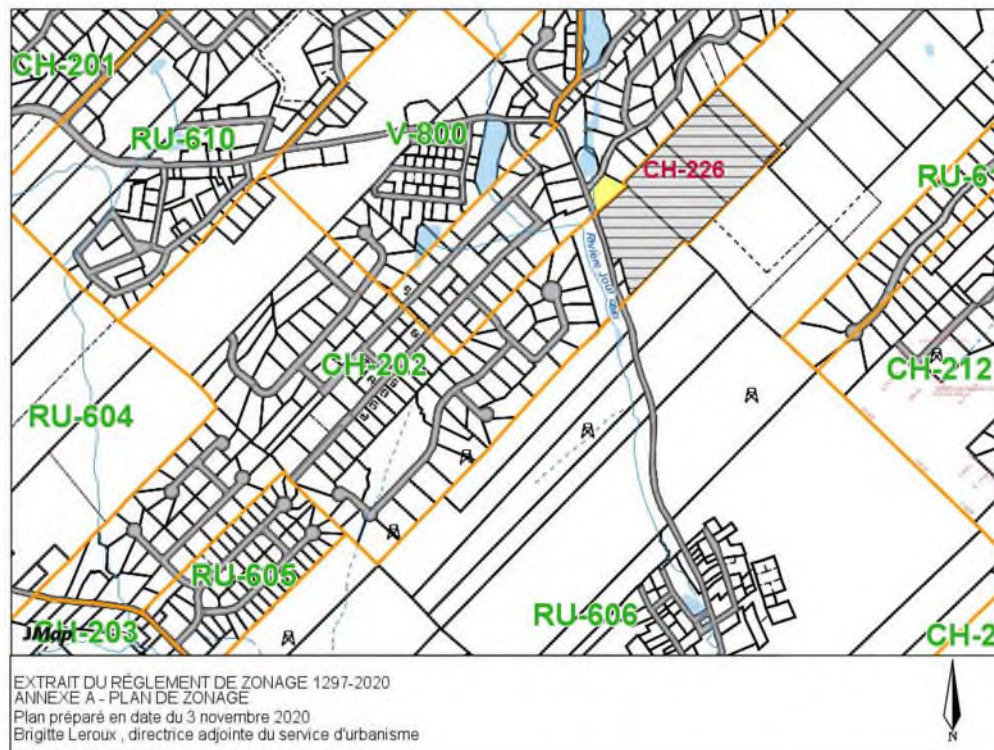 CH-201
RU-610
V-800
CH-226
RU-6
CH-202
CH-212
RU-604
RU-605
RU-606
JMap
CH-203
CH-2
EXTRAIT DU RÈGLEMENT DE ZONAGE 1297-2020
ANNEXE A - PLAN DE ZONAGE
Plan préparé en date du 3 novembre 2020
Brigitte Leroux , directrice adjointe du service d'urbanisme
N